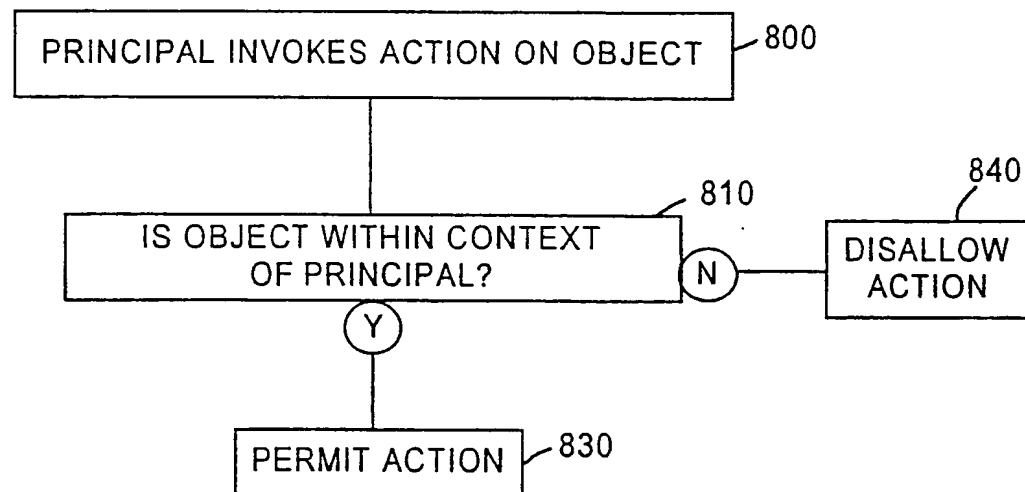 PRINCIPAL INVOKES ACTION ON OBJECT
800
810
IS OBJECT WITHIN CONTEXT
OF PRINCIPAL?
N
840
DISALLOW
ACTION
Y
PERMIT ACTION
830